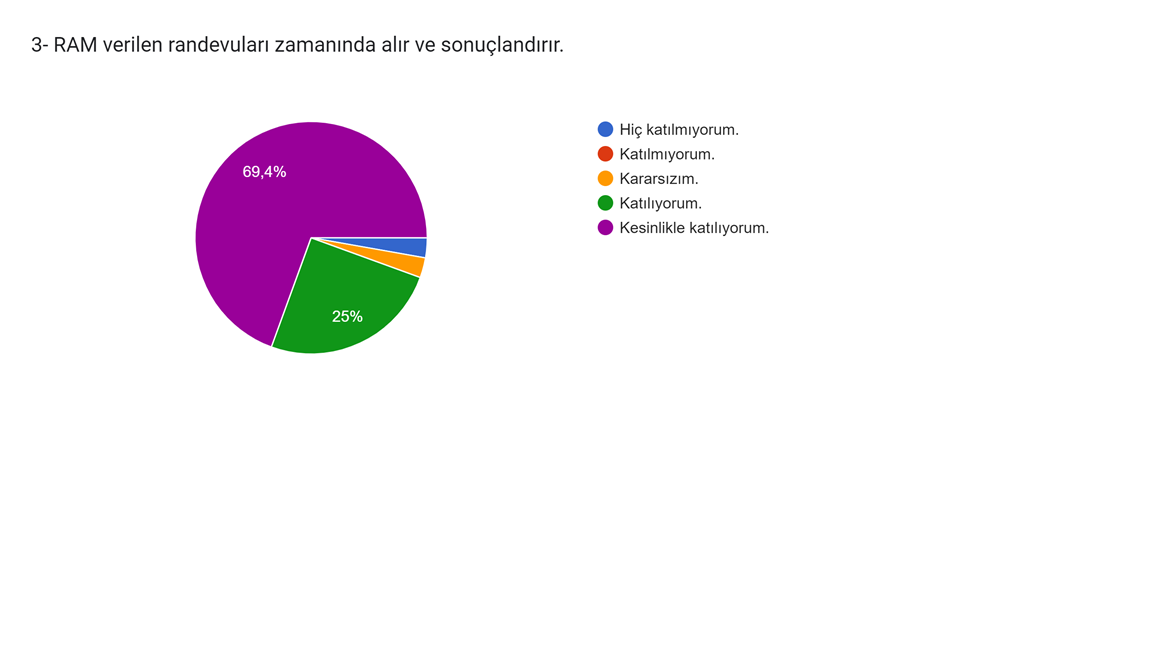 3- RAM verilen randevuları zamanında alır ve sonuçlandırır.
69,4%
25%
Hiç katılmıyorum.
Katılmıyorum.
Kararsızım.
Katılıyorum.
Kesinlikle katılıyorum.